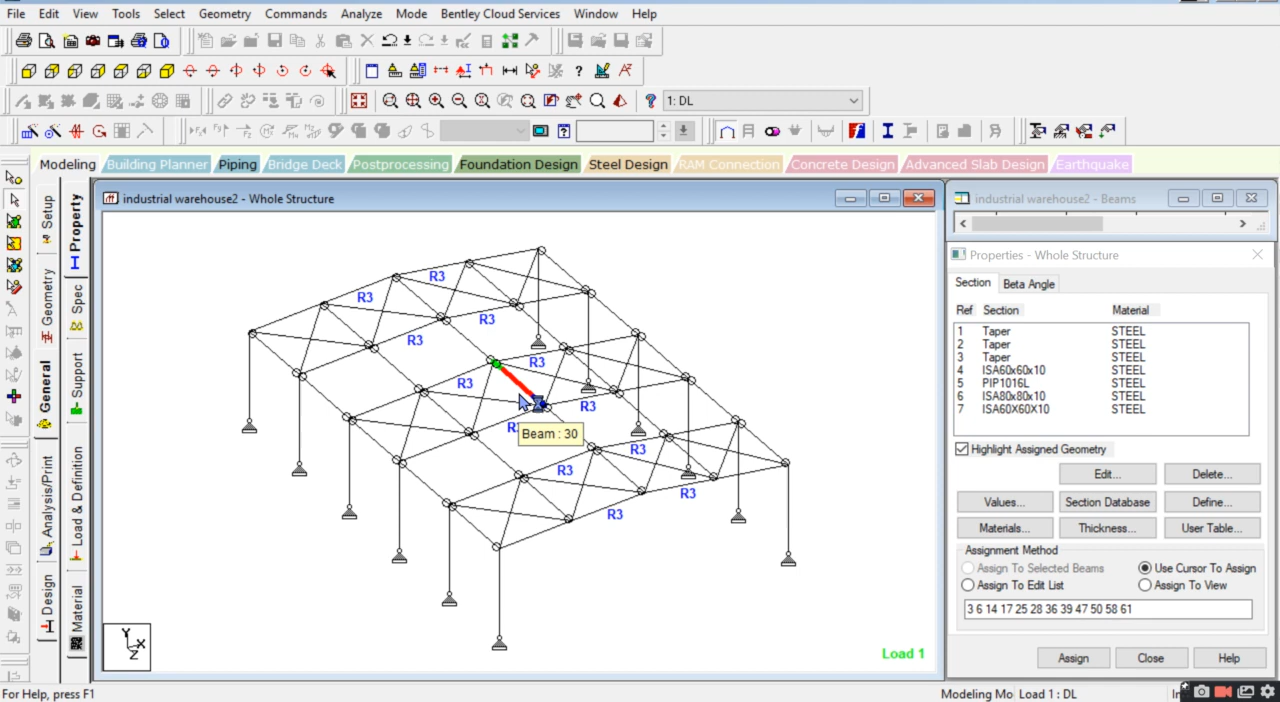 File Edit View Tools Select Geometry Commands Analyze Mode Bentley Cloud Services Window Help
1: DL
Modeling Building Planner Piping Bridge Deck Postprocessing Foundation Design Steel Design RAM Connection Concrete Design Advanced Slab Design Earthquake
Setup
Geometry
General
Analysis/Print
Design
Property
Spec
Support
Load & Definition
Material
industrial warehouse2 - Whole Structure
R3
R3
R3
R3
R3
R3
R3
Beam : 30
R3
R3
R3
R3
Y
X
Z
Load 1
industrial warehouse2 - Beams
Properties - Whole Structure
Section Beta Angle
Ref Section Material
1 Taper STEEL
2 Taper STEEL
3 Taper STEEL
4 ISA60x60x10 STEEL
5 PIP1016L STEEL
6 ISA80x80x10 STEEL
7 ISA60X60X10 STEEL
Highlight Assigned Geometry
Edit... Delete...
Values... Section Database Define...
Materials... Thickness... User Table...
Assignment Method
Assign To Selected Beams Use Cursor To Assign
Assign To Edit List Assign To View
3 6 14 17 25 28 36 39 47 50 58 61
Assign Close Help
For Help, press F1 Modeling Mo Load 1 : DL